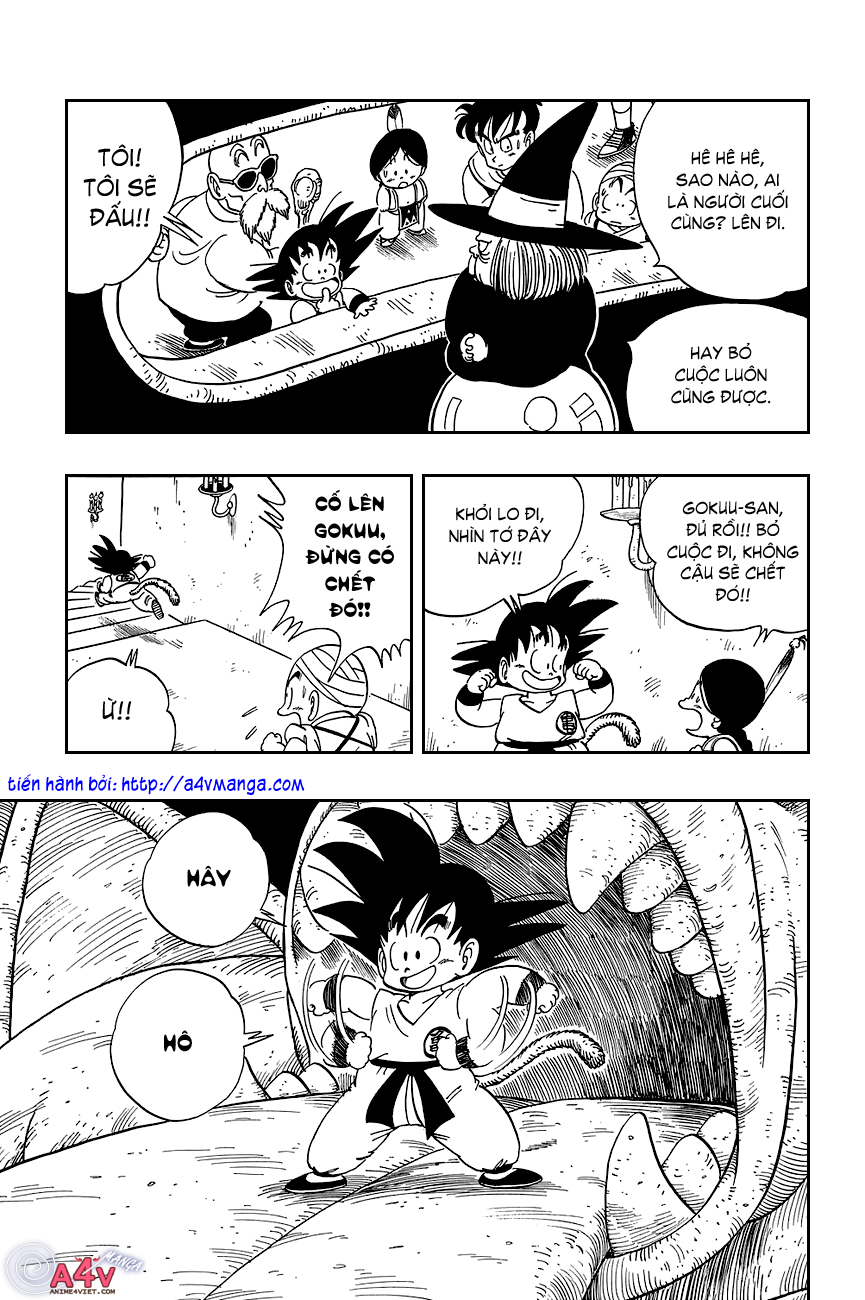 TÔI!
TÔI SẼ
ĐẤU!!
HÊ HÊ HÊ,
SAO NÀO, AI
LÀ NGƯỜI CUỐI
CÙNG? LÊN ĐI.
HAY BỎ
CUỘC LUÔN
CŨNG ĐƯỢC.
CỐ LÊN
GOKUU,
ĐỪNG CÓ
CHẾT
ĐÓ!!
Ừ!!
KHỎI LO ĐI,
NHÌN TỚ ĐÂY
NÀY!!
GOKUU-SAN,
ĐỦ RỒI!! BỎ
CUỘC ĐI, KHÔNG
CẬU SẼ CHẾT
ĐÓ!!
tiến hành bởi: http://a4vmanga.com
HÂY
HÔ
A4V MANGA
ANIME4VIET.COM